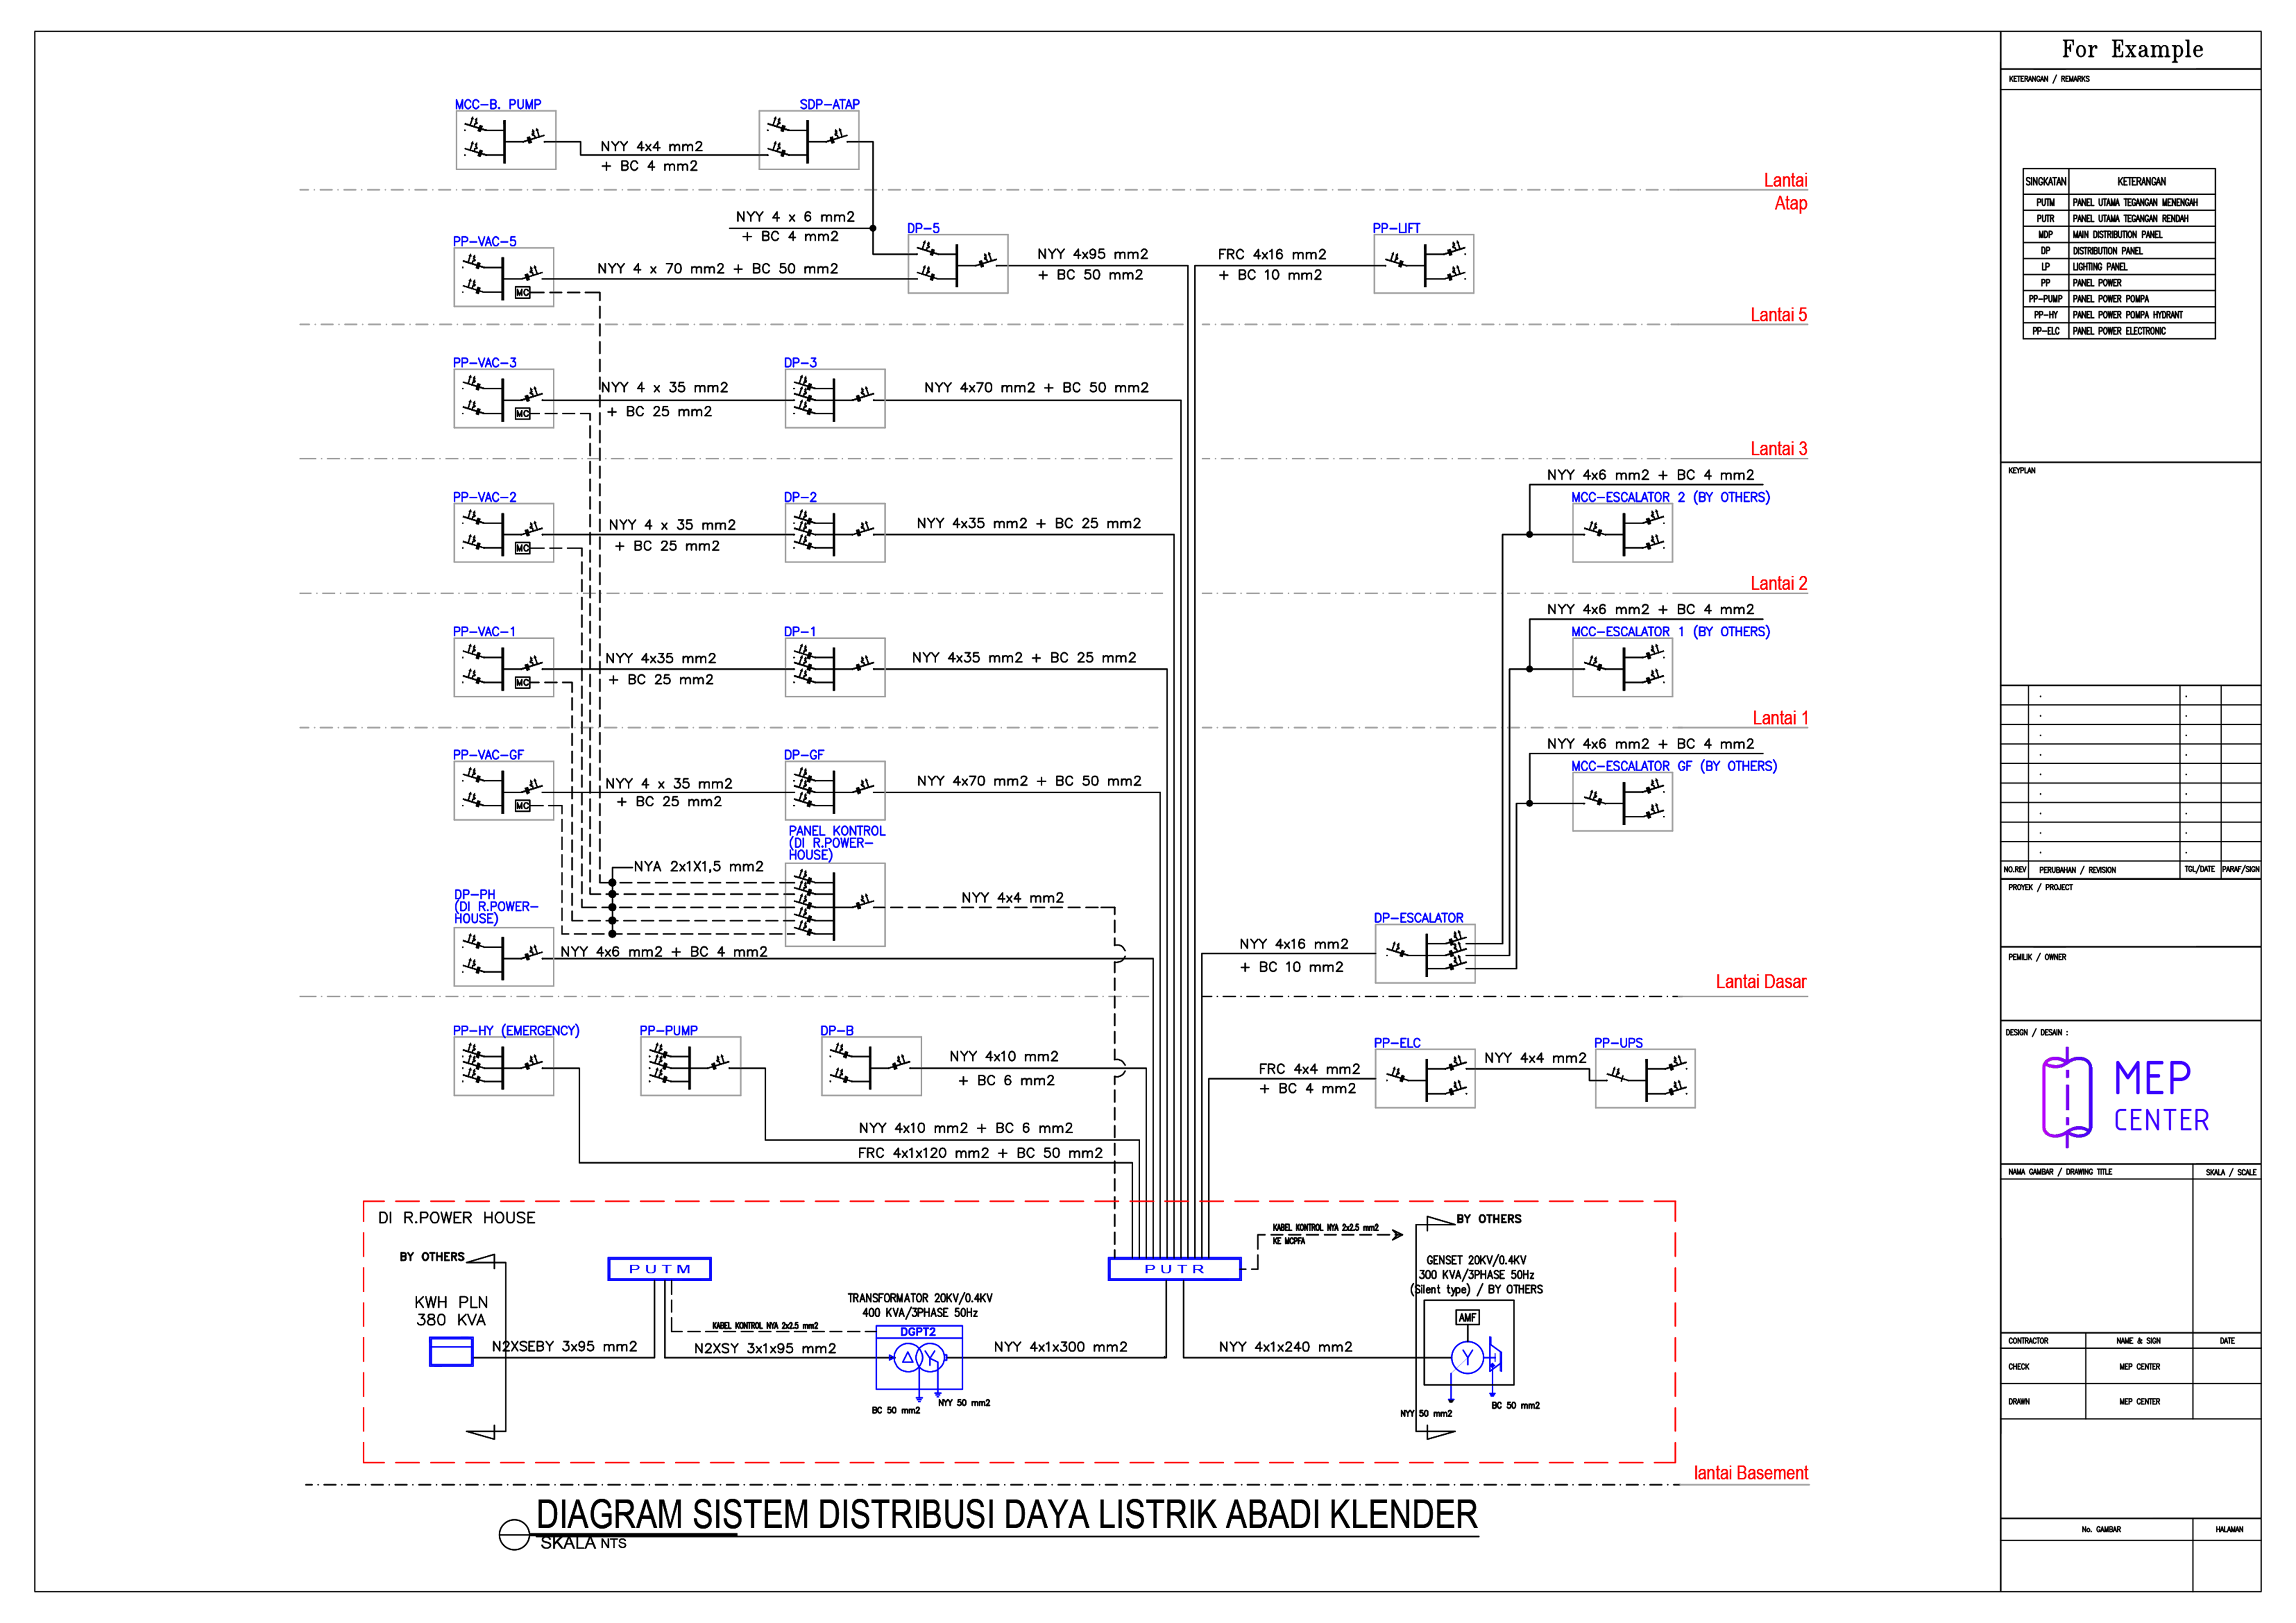 For Example
KETERANGAN / REMARKS
SINGKATAN KETERANGAN
PUTM PANEL UTAMA TEGANGAN MENENGAH
PUTR PANEL UTAMA TEGANGAN RENDAH
MDP MAIN DISTRIBUTION PANEL
DP DISTRIBUTION PANEL
LP LIGHTING PANEL
PP PANEL POWER
PP-PUMP PANEL POWER POMPA
PP-HY PANEL POWER POMPA HYDRANT
PP-ELC PANEL POWER ELECTRONIC
KEYPLAN
NO.REV PERUBAHAN / REVISION TGL/DATE PARAF/SIGN
PROYEK / PROJECT
PEMILIK / OWNER
DESIGN / DESAIN :
MEP
CENTER
NAMA GAMBAR / DRAWING TITLE SKALA / SCALE
CONTRACTOR NAME & SIGN DATE
CHECK MEP CENTER
DRAWN MEP CENTER
No. GAMBAR HALAMAN
MCC-B. PUMP
SDP-ATAP
NYY 4x4 mm2
+ BC 4 mm2
Lantai
Atap
NYY 4 x 6 mm2
+ BC 4 mm2
PP-VAC-5
MC
NYY 4 x 70 mm2 + BC 50 mm2
DP-5
NYY 4x95 mm2
+ BC 50 mm2
FRC 4x16 mm2
+ BC 10 mm2
PP-LIFT
Lantai 5
PP-VAC-3
MC
NYY 4 x 35 mm2
+ BC 25 mm2
DP-3
NYY 4x70 mm2 + BC 50 mm2
Lantai 3
PP-VAC-2
MC
NYY 4 x 35 mm2
+ BC 25 mm2
DP-2
NYY 4x35 mm2 + BC 25 mm2
NYY 4x6 mm2 + BC 4 mm2
MCC-ESCALATOR 2 (BY OTHERS)
Lantai 2
PP-VAC-1
MC
NYY 4x35 mm2
+ BC 25 mm2
DP-1
NYY 4x35 mm2 + BC 25 mm2
NYY 4x6 mm2 + BC 4 mm2
MCC-ESCALATOR 1 (BY OTHERS)
Lantai 1
PP-VAC-GF
MC
NYY 4 x 35 mm2
+ BC 25 mm2
DP-GF
NYY 4x70 mm2 + BC 50 mm2
NYY 4x6 mm2 + BC 4 mm2
MCC-ESCALATOR GF (BY OTHERS)
PANEL KONTROL
(DI R.POWER-
HOUSE)
NYA 2x1X1,5 mm2
NYY 4x4 mm2
DP-PH
(DI R.POWER-
HOUSE)
NYY 4x6 mm2 + BC 4 mm2
NYY 4x16 mm2
+ BC 10 mm2
DP-ESCALATOR
Lantai Dasar
PP-HY (EMERGENCY)
PP-PUMP
DP-B
NYY 4x10 mm2
+ BC 6 mm2
FRC 4x4 mm2
+ BC 4 mm2
PP-ELC
NYY 4x4 mm2
PP-UPS
NYY 4x10 mm2 + BC 6 mm2
FRC 4x1x120 mm2 + BC 50 mm2
DI R.POWER HOUSE
BY OTHERS
KWH PLN
380 KVA
N2XSEBY 3x95 mm2
PUTM
KABEL KONTROL NYA 2x2.5 mm2
N2XSY 3x1x95 mm2
TRANSFORMATOR 20KV/0.4KV
400 KVA/3PHASE 50Hz
DGPT2
Δ Y
BC 50 mm2
NYY 50 mm2
NYY 4x1x300 mm2
PUTR
KABEL KONTROL NYA 2x2.5 mm2
KE MCPFA
NYY 4x1x240 mm2
BY OTHERS
GENSET 20KV/0.4KV
300 KVA/3PHASE 50Hz
(Silent type) / BY OTHERS
AMF
Y
NYY 50 mm2
BC 50 mm2
lantai Basement
DIAGRAM SISTEM DISTRIBUSI DAYA LISTRIK ABADI KLENDER
SKALA NTS